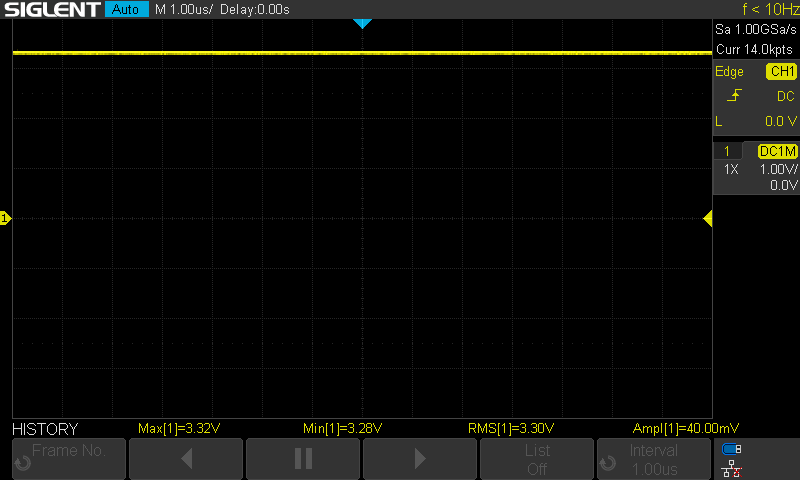 SIGLENT Auto M 1.00us/ Delay:0.00s f < 10Hz
Sa 1.00GSa/s
Curr 14.0kpts
Edge CH1
DC
L 0.0 V
1 DC1M
1X 1.00V/
0.0V
1
HISTORY Max[1]=3.32V Min[1]=3.28V RMS[1]=3.30V Ampl[1]=40.00mV
Frame No. List Interval
Off 1.00us